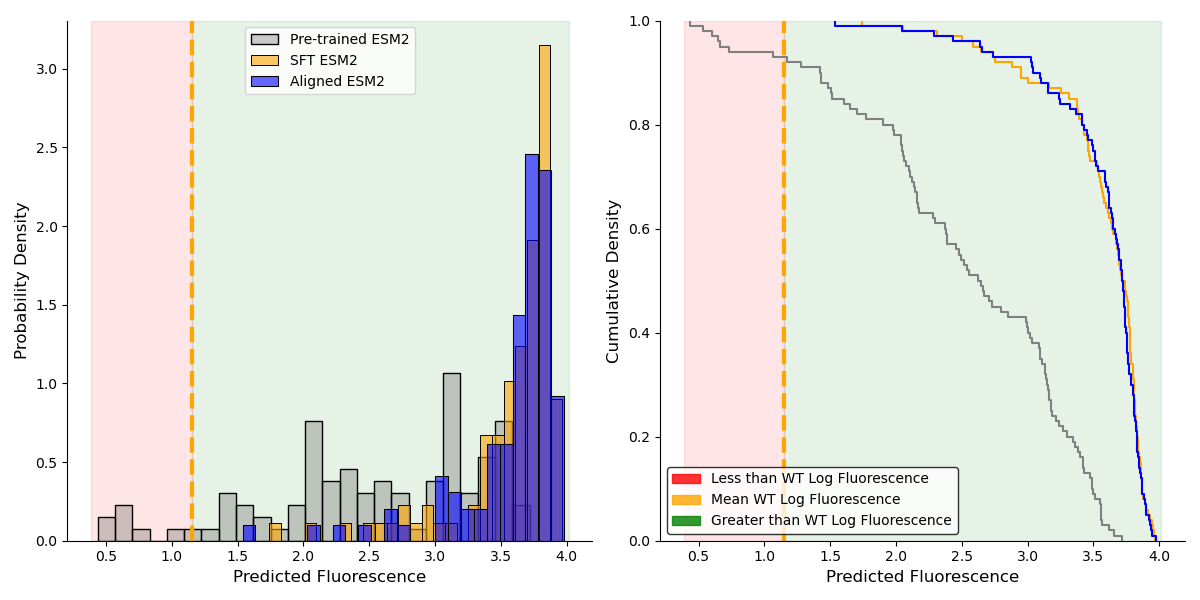 Probability Density
3.0
2.5
2.0
1.5
1.0
0.5
0.0
Pre-trained ESM2
SFT ESM2
Aligned ESM2
0.5 1.0 1.5 2.0 2.5 3.0 3.5 4.0
Predicted Fluorescence
Cumulative Density
1.0
0.8
0.6
0.4
0.2
0.0
Less than WT Log Fluorescence
Mean WT Log Fluorescence
Greater than WT Log Fluorescence
0.5 1.0 1.5 2.0 2.5 3.0 3.5 4.0
Predicted Fluorescence